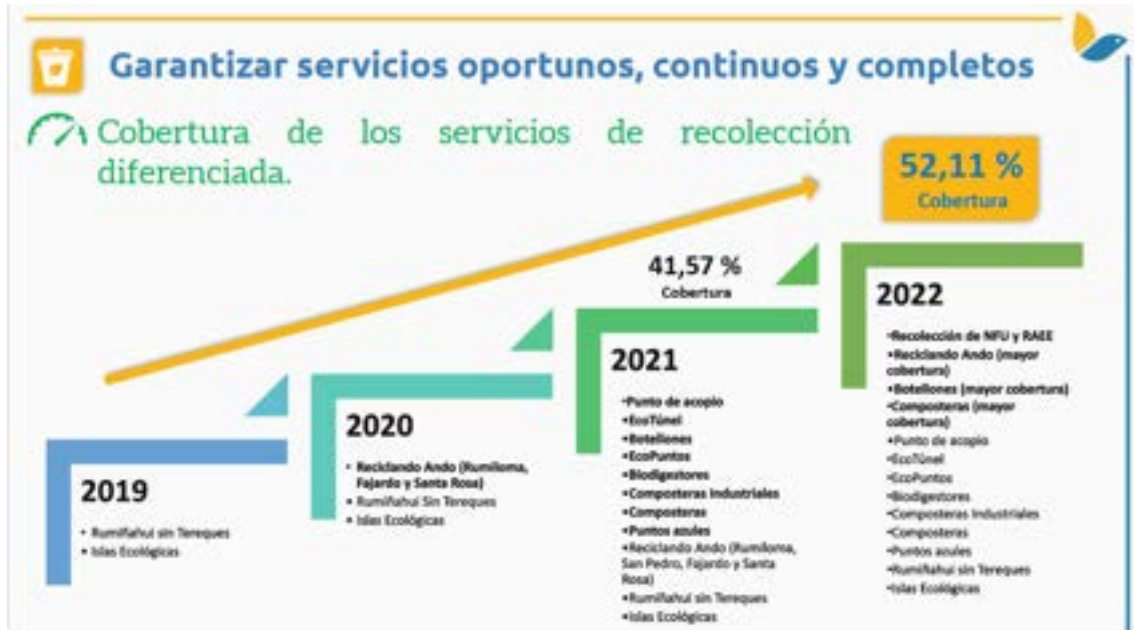 Garantizar servicios oportunos, continuos y completos
Cobertura de los servicios de recolección
diferenciada.
52,11 %
Cobertura
41,57 %
Cobertura
2019
• Rumiñahui sin Tereques
• Islas Ecológicas
2020
• Reciclando Ando (Rumiloma,
Fajardo y Santa Rosa)
• Rumiñahui Sin Tereques
• Islas Ecológicas
2021
•Punto de acopio
•EcoTúnel
•Botellones
•EcoPuntos
•Biodigestores
•Composteras Industriales
•Composteras
•Puntos azules
•Reciclando Ando (Rumiloma,
San Pedro, Fajardo y Santa
Rosa)
•Rumiñahui sin Tereques
•Islas Ecológicas
2022
•Recolección de NFU y RAEE
•Reciclando Ando (mayor
cobertura)
•Botellones (mayor cobertura)
•Composteras (mayor
cobertura)
•Punto de acopio
•EcoTúnel
•EcoPuntos
•Biodigestores
•Composteras Industriales
•Composteras
•Puntos azules
•Rumiñahui sin Tereques
•Islas Ecológicas